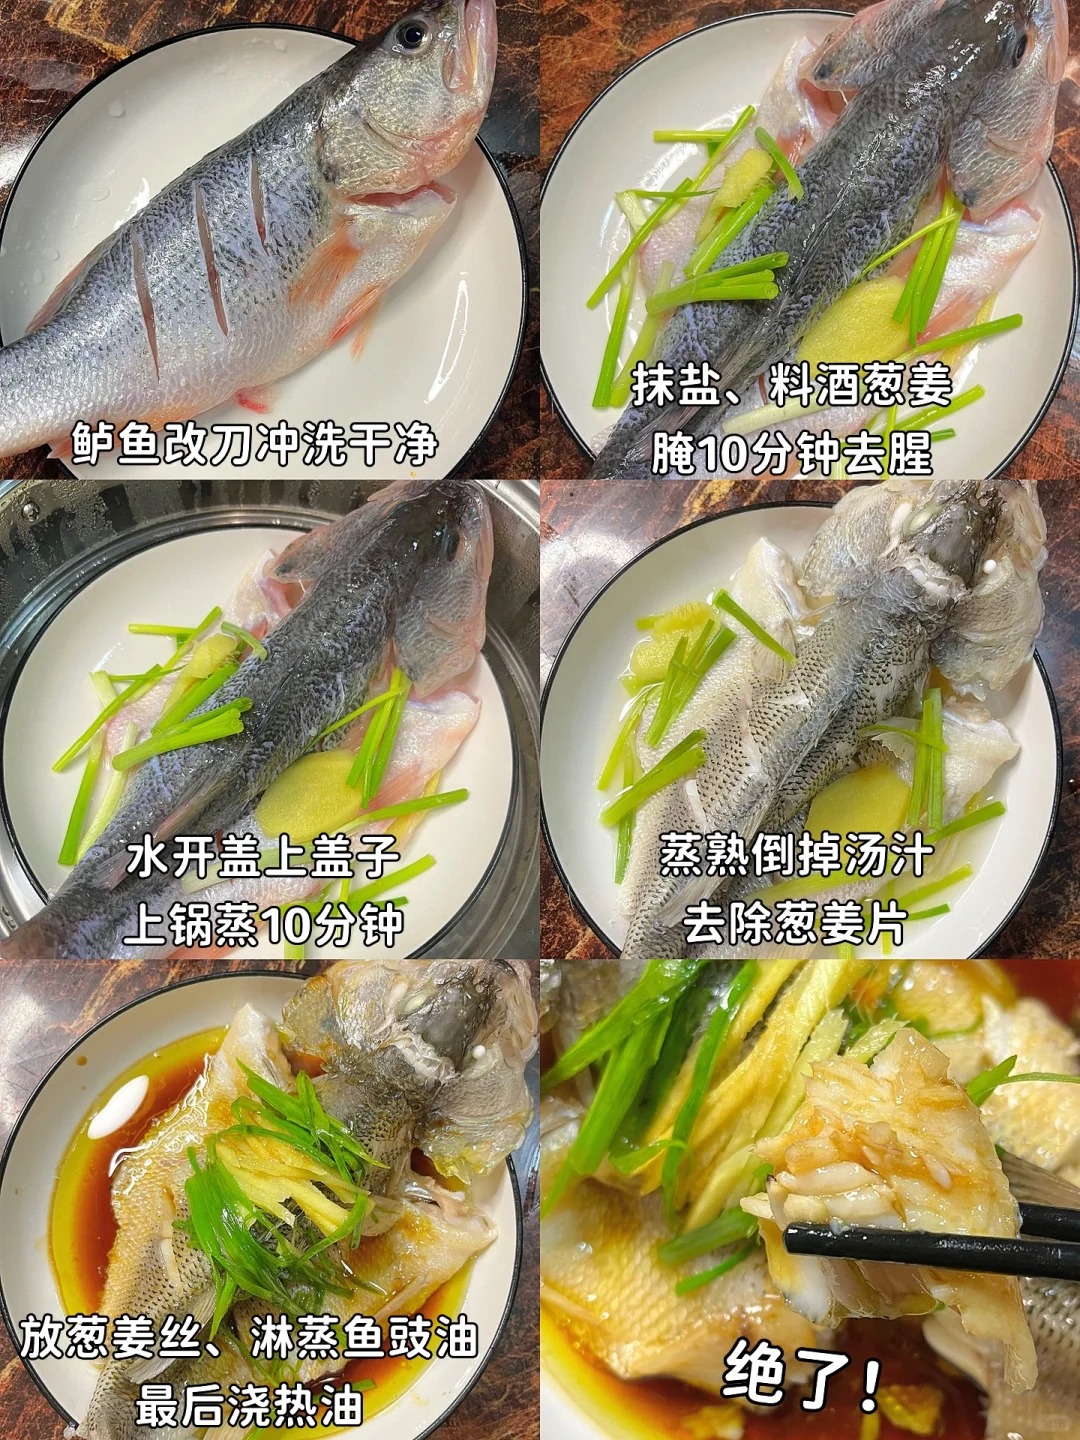 鲈鱼改刀冲洗干净
抹盐、料酒葱姜
腌10分钟去腥
水开盖上盖子
上锅蒸10分钟
蒸熟倒掉汤汁
去除葱姜片
放葱姜丝、淋蒸鱼豉油
最后浇热油
绝了！